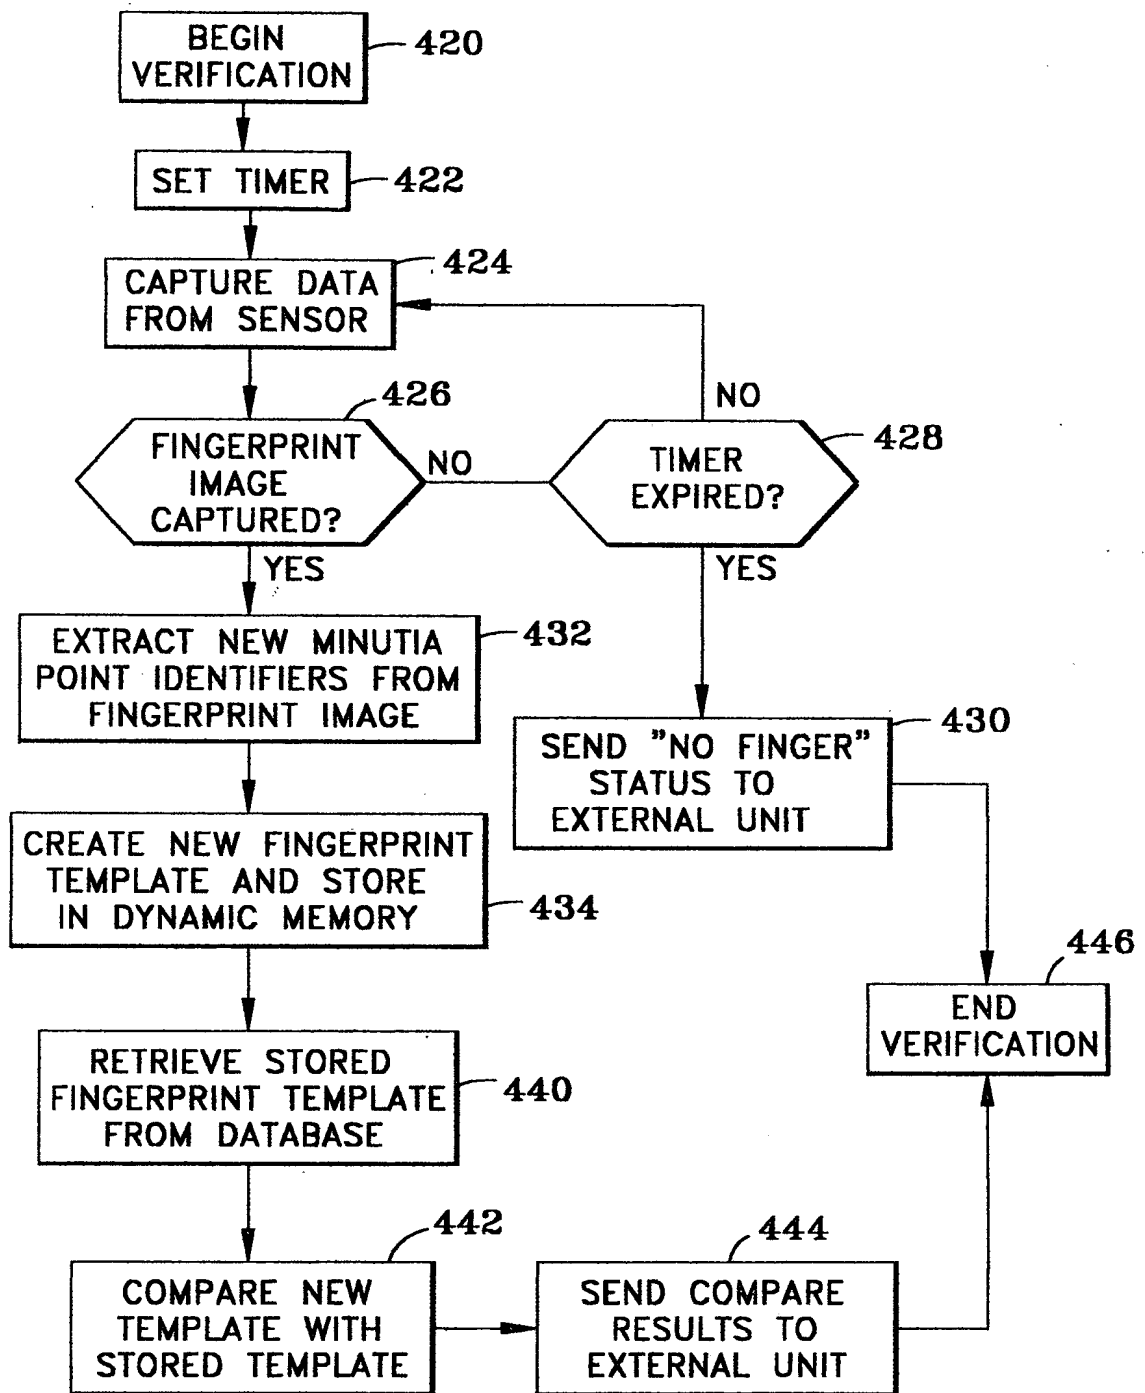 BEGIN
VERIFICATION
420
SET TIMER
422
CAPTURE DATA
FROM SENSOR
424
FINGERPRINT
IMAGE
CAPTURED?
426
NO
YES
TIMER
EXPIRED?
428
NO
YES
EXTRACT NEW MINUTIA
POINT IDENTIFIERS FROM
FINGERPRINT IMAGE
432
SEND "NO FINGER"
STATUS TO
EXTERNAL UNIT
430
CREATE NEW FINGERPRINT
TEMPLATE AND STORE
IN DYNAMIC MEMORY
434
END
VERIFICATION
446
RETRIEVE STORED
FINGERPRINT TEMPLATE
FROM DATABASE
440
COMPARE NEW
TEMPLATE WITH
STORED TEMPLATE
442
SEND COMPARE
RESULTS TO
EXTERNAL UNIT
444